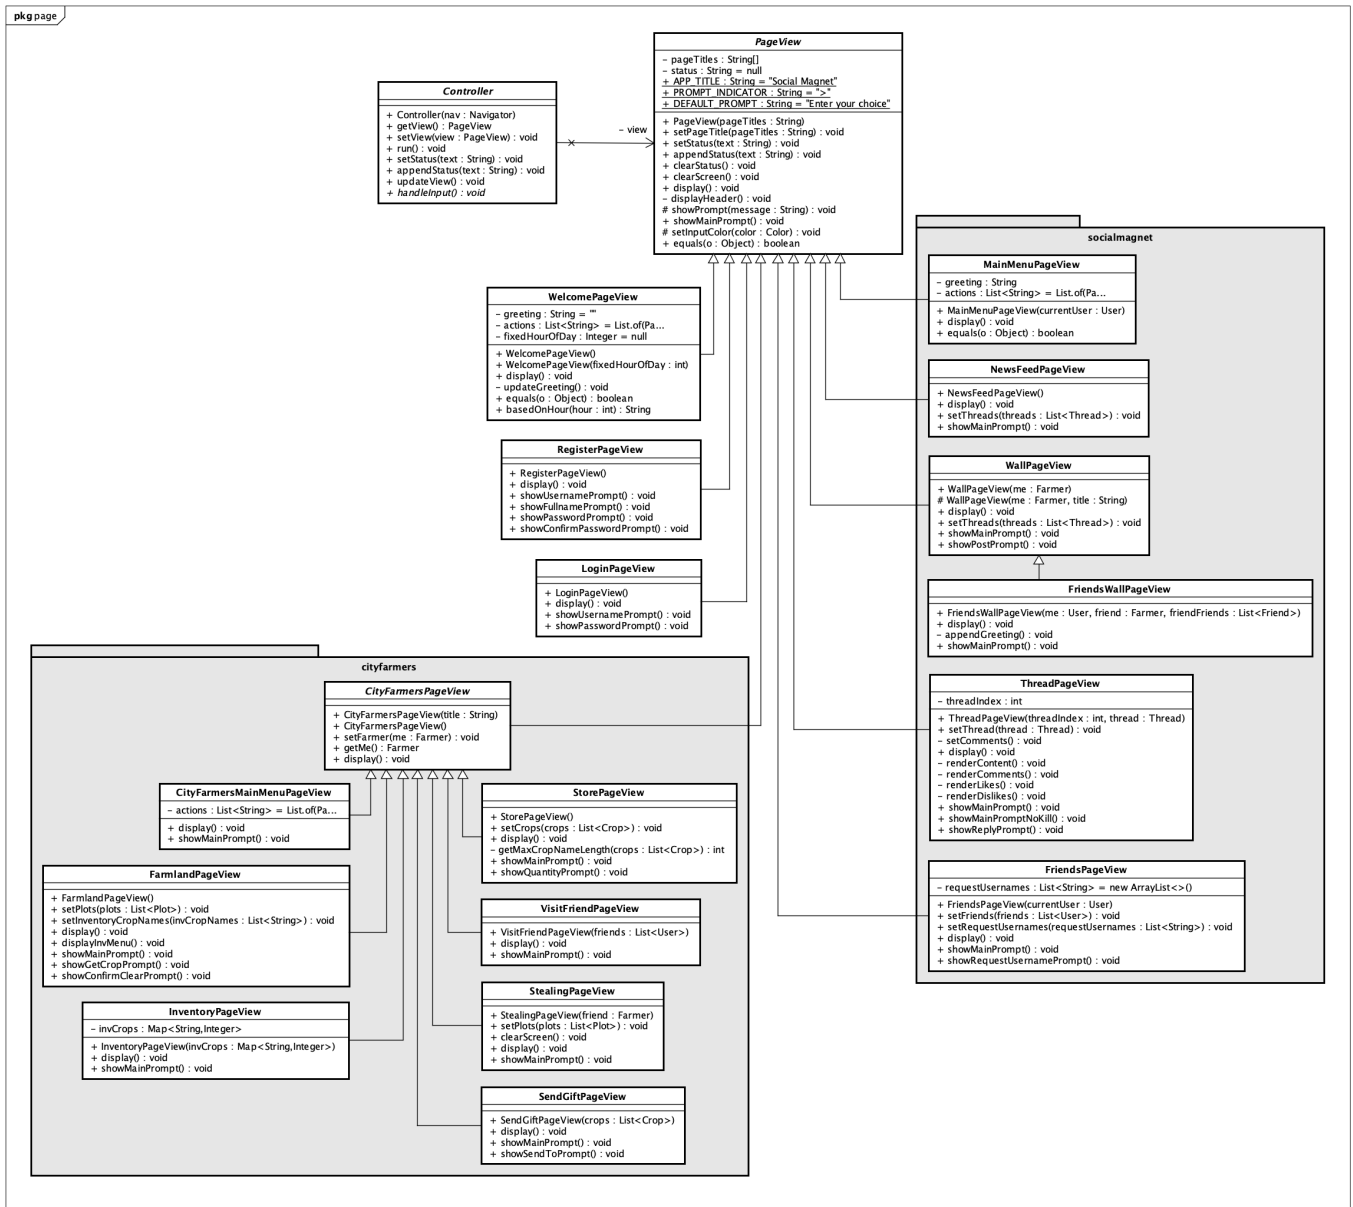 pkg page
PageView
– pageTitles : String[]
– status : String = null
+ APP_TITLE : String = "Social Magnet"
+ PROMPT_INDICATOR : String = ">"
+ DEFAULT_PROMPT : String = "Enter your choice"
+ PageView(pageTitles : String)
+ setPageTitle(pageTitles : String) : void
+ setStatus(text : String) : void
+ appendStatus(text : String) : void
+ clearStatus() : void
+ clearScreen() : void
+ display() : void
– displayHeader() : void
# showPrompt(message : String) : void
+ showMainPrompt() : void
# setInputColor(color : Color) : void
+ equals(o : Object) : boolean
Controller
+ Controller(nav : Navigator)
+ getView() : PageView
+ setView(view : PageView) : void
+ run() : void
+ setStatus(text : String) : void
+ appendStatus(text : String) : void
+ updateView() : void
+ handleInput() : void
– view
socialmagnet
MainMenuPageView
– greeting : String
– actions : List<String> = List.of(Pa...
+ MainMenuPageView(currentUser : User)
+ display() : void
+ equals(o : Object) : boolean
WelcomePageView
– greeting : String = ""
– actions : List<String> = List.of(Pa...
– fixedHourOfDay : Integer = null
+ WelcomePageView()
+ WelcomePageView(fixedHourOfDay : int)
+ display() : void
– updateGreeting() : void
+ equals(o : Object) : boolean
+ basedOnHour(hour : int) : String
NewsFeedPageView
+ NewsFeedPageView()
+ display() : void
+ setThreads(threads : List<Thread>) : void
+ showMainPrompt() : void
RegisterPageView
+ RegisterPageView()
+ display() : void
+ showUsernamePrompt() : void
+ showFullnamePrompt() : void
+ showPasswordPrompt() : void
+ showConfirmPasswordPrompt() : void
WallPageView
+ WallPageView(me : Farmer)
# WallPageView(me : Farmer, title : String)
+ display() : void
+ setThreads(threads : List<Thread>) : void
+ showMainPrompt() : void
+ showPostPrompt() : void
LoginPageView
+ LoginPageView()
+ display() : void
+ showUsernamePrompt() : void
+ showPasswordPrompt() : void
FriendsWallPageView
+ FriendsWallPageView(me : User, friend : Farmer, friendFriends : List<Friend>)
+ display() : void
– appendGreeting() : void
+ showMainPrompt() : void
ThreadPageView
– threadIndex : int
+ ThreadPageView(threadIndex : int, thread : Thread)
+ setThread(thread : Thread) : void
– setComments() : void
+ display() : void
– renderContent() : void
– renderComments() : void
– renderLikes() : void
– renderDislikes() : void
+ showMainPrompt() : void
+ showMainPromptNoKill() : void
+ showReplyPrompt() : void
FriendsPageView
– requestUsernames : List<String> = new ArrayList<>()
+ FriendsPageView(currentUser : User)
+ setFriends(friends : List<User>) : void
+ setRequestUsernames(requestUsernames : List<String>) : void
+ display() : void
+ showMainPrompt() : void
+ showRequestUsernamePrompt() : void
cityfarmers
CityFarmersPageView
+ CityFarmersPageView(title : String)
+ CityFarmersPageView()
+ setFarmer(me : Farmer) : void
+ getMe() : Farmer
+ display() : void
CityFarmersMainMenuPageView
– actions : List<String> = List.of(Pa...
+ display() : void
+ showMainPrompt() : void
StorePageView
+ StorePageView()
+ setCrops(crops : List<Crop>) : void
+ display() : void
– getMaxCropNameLength(crops : List<Crop>) : int
+ showMainPrompt() : void
+ showQuantityPrompt() : void
FarmlandPageView
+ FarmlandPageView()
+ setPlots(plots : List<Plot>) : void
+ setInventoryCropNames(invCropNames : List<String>) : void
+ display() : void
+ displayInvMenu() : void
+ showMainPrompt() : void
+ showGetCropPrompt() : void
+ showConfirmClearPrompt() : void
VisitFriendPageView
+ VisitFriendPageView(friends : List<User>)
+ display() : void
+ showMainPrompt() : void
StealingPageView
+ StealingPageView(friend : Farmer)
+ setPlots(plots : List<Plot>) : void
+ clearScreen() : void
+ display() : void
+ showMainPrompt() : void
InventoryPageView
– invCrops : Map<String,Integer>
+ InventoryPageView(invCrops : Map<String,Integer>)
+ display() : void
+ showMainPrompt() : void
SendGiftPageView
+ SendGiftPageView(crops : List<Crop>)
+ display() : void
+ showMainPrompt() : void
+ showSendToPrompt() : void